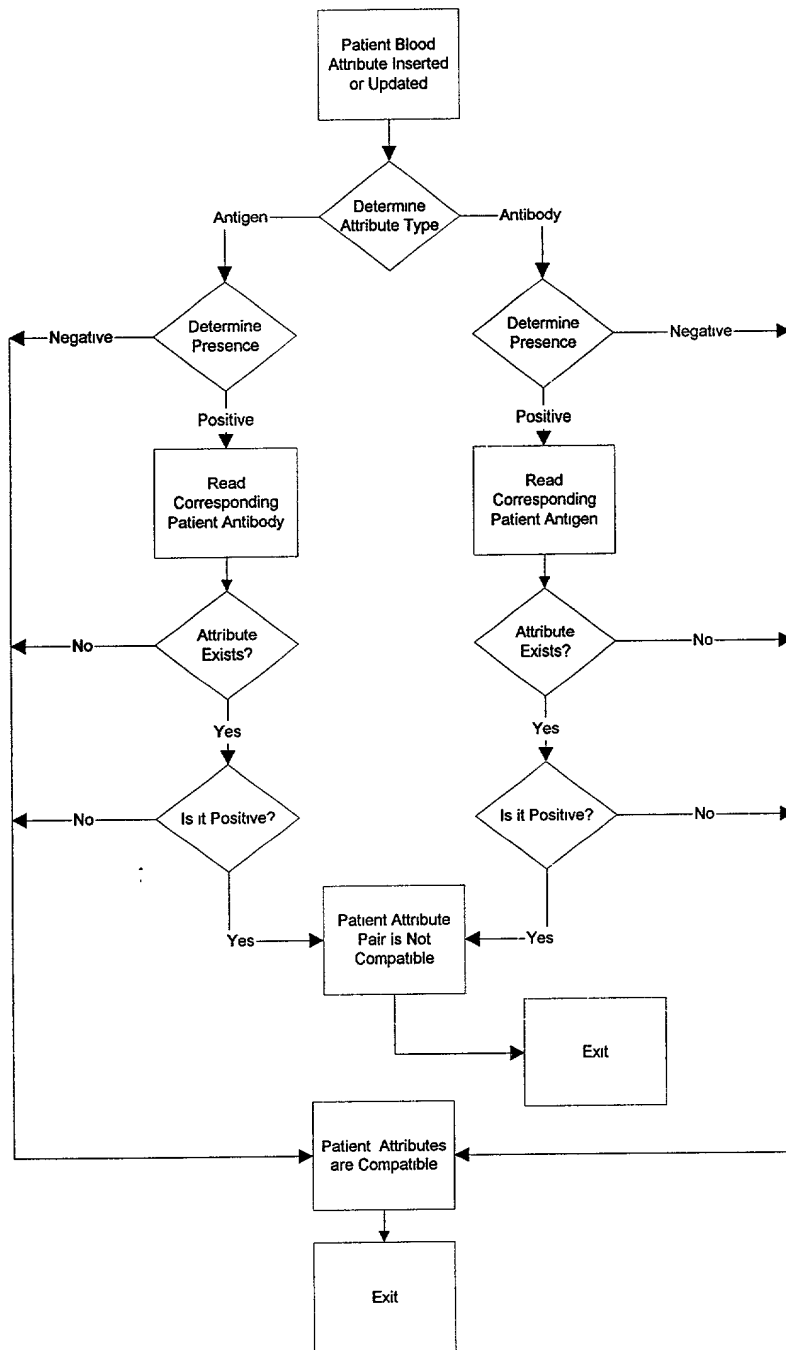 Patient Blood
Attribute Inserted
or Updated
Determine
Attribute Type
Antigen
Antibody
Determine
Presence
Negative
Determine
Presence
Negative
Positive
Positive
Read
Corresponding
Patient Antibody
Read
Corresponding
Patient Antigen
Attribute
Exists?
No
Attribute
Exists?
No
Yes
Yes
Is it Positive?
No
Is it Positive?
No
Yes
Patient Attribute
Pair is Not
Compatible
Yes
Exit
Patient Attributes
are Compatible
Exit